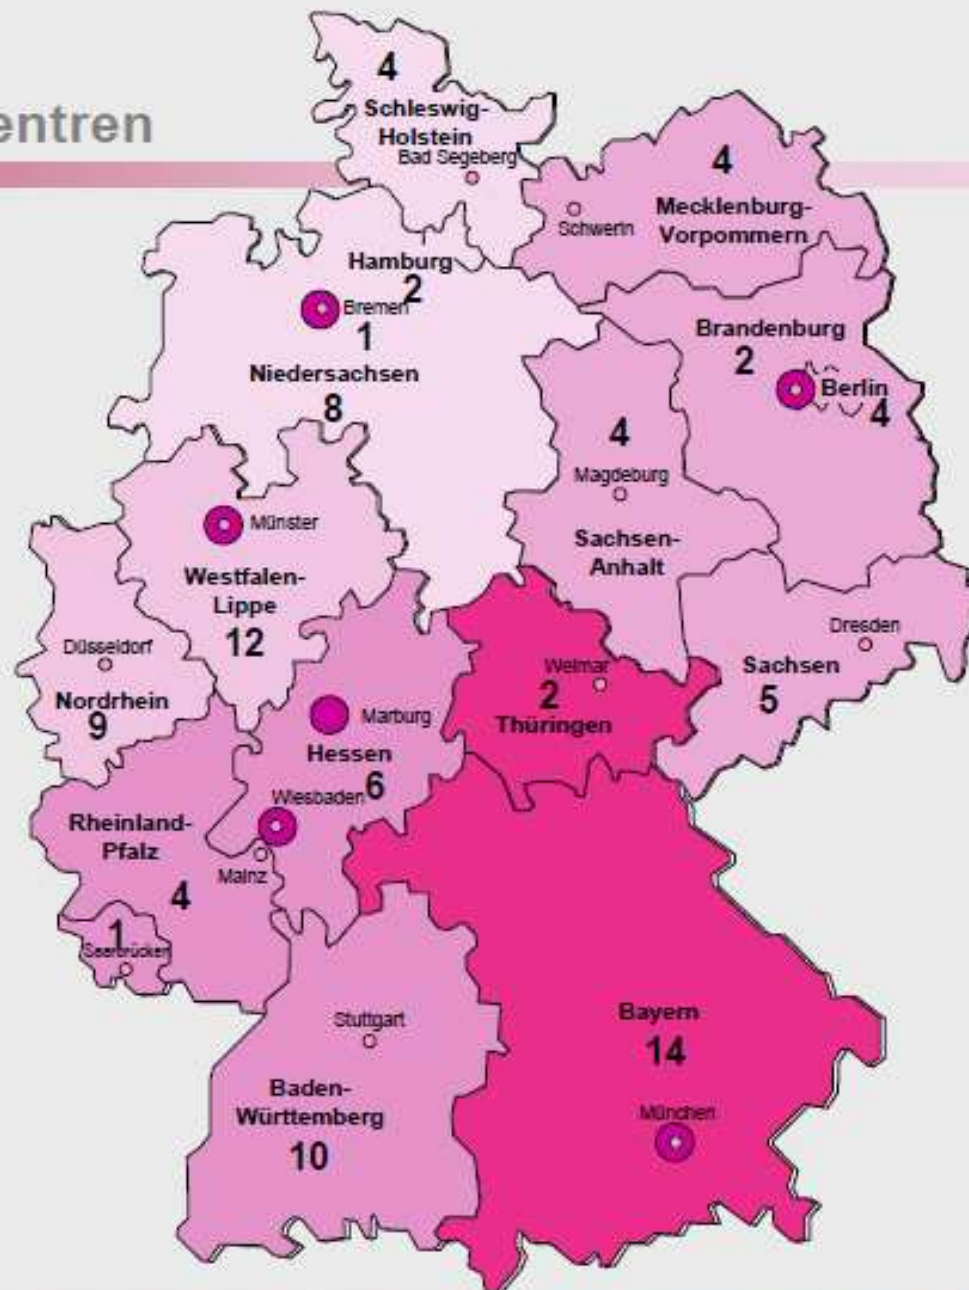 entren
4
Schleswig-
Holstein
Bad Segeberg
4
Mecklenburg-
Vorpommern
Schwerin
Hamburg
2
Bremen
1
Niedersachsen
8
Brandenburg
2
Berlin
4
4
Magdeburg
Sachsen-
Anhalt
Münster
Westfalen-
Lippe
12
Düsseldorf
Nordrhein
9
Dresden
Sachsen
5
Weimar
2
Thüringen
Marburg
Hessen
6
Wiesbaden
Rheinland-
Pfalz
4
Mainz
1
Saarbrücken
Stuttgart
Baden-
Württemberg
10
Bayern
14
München